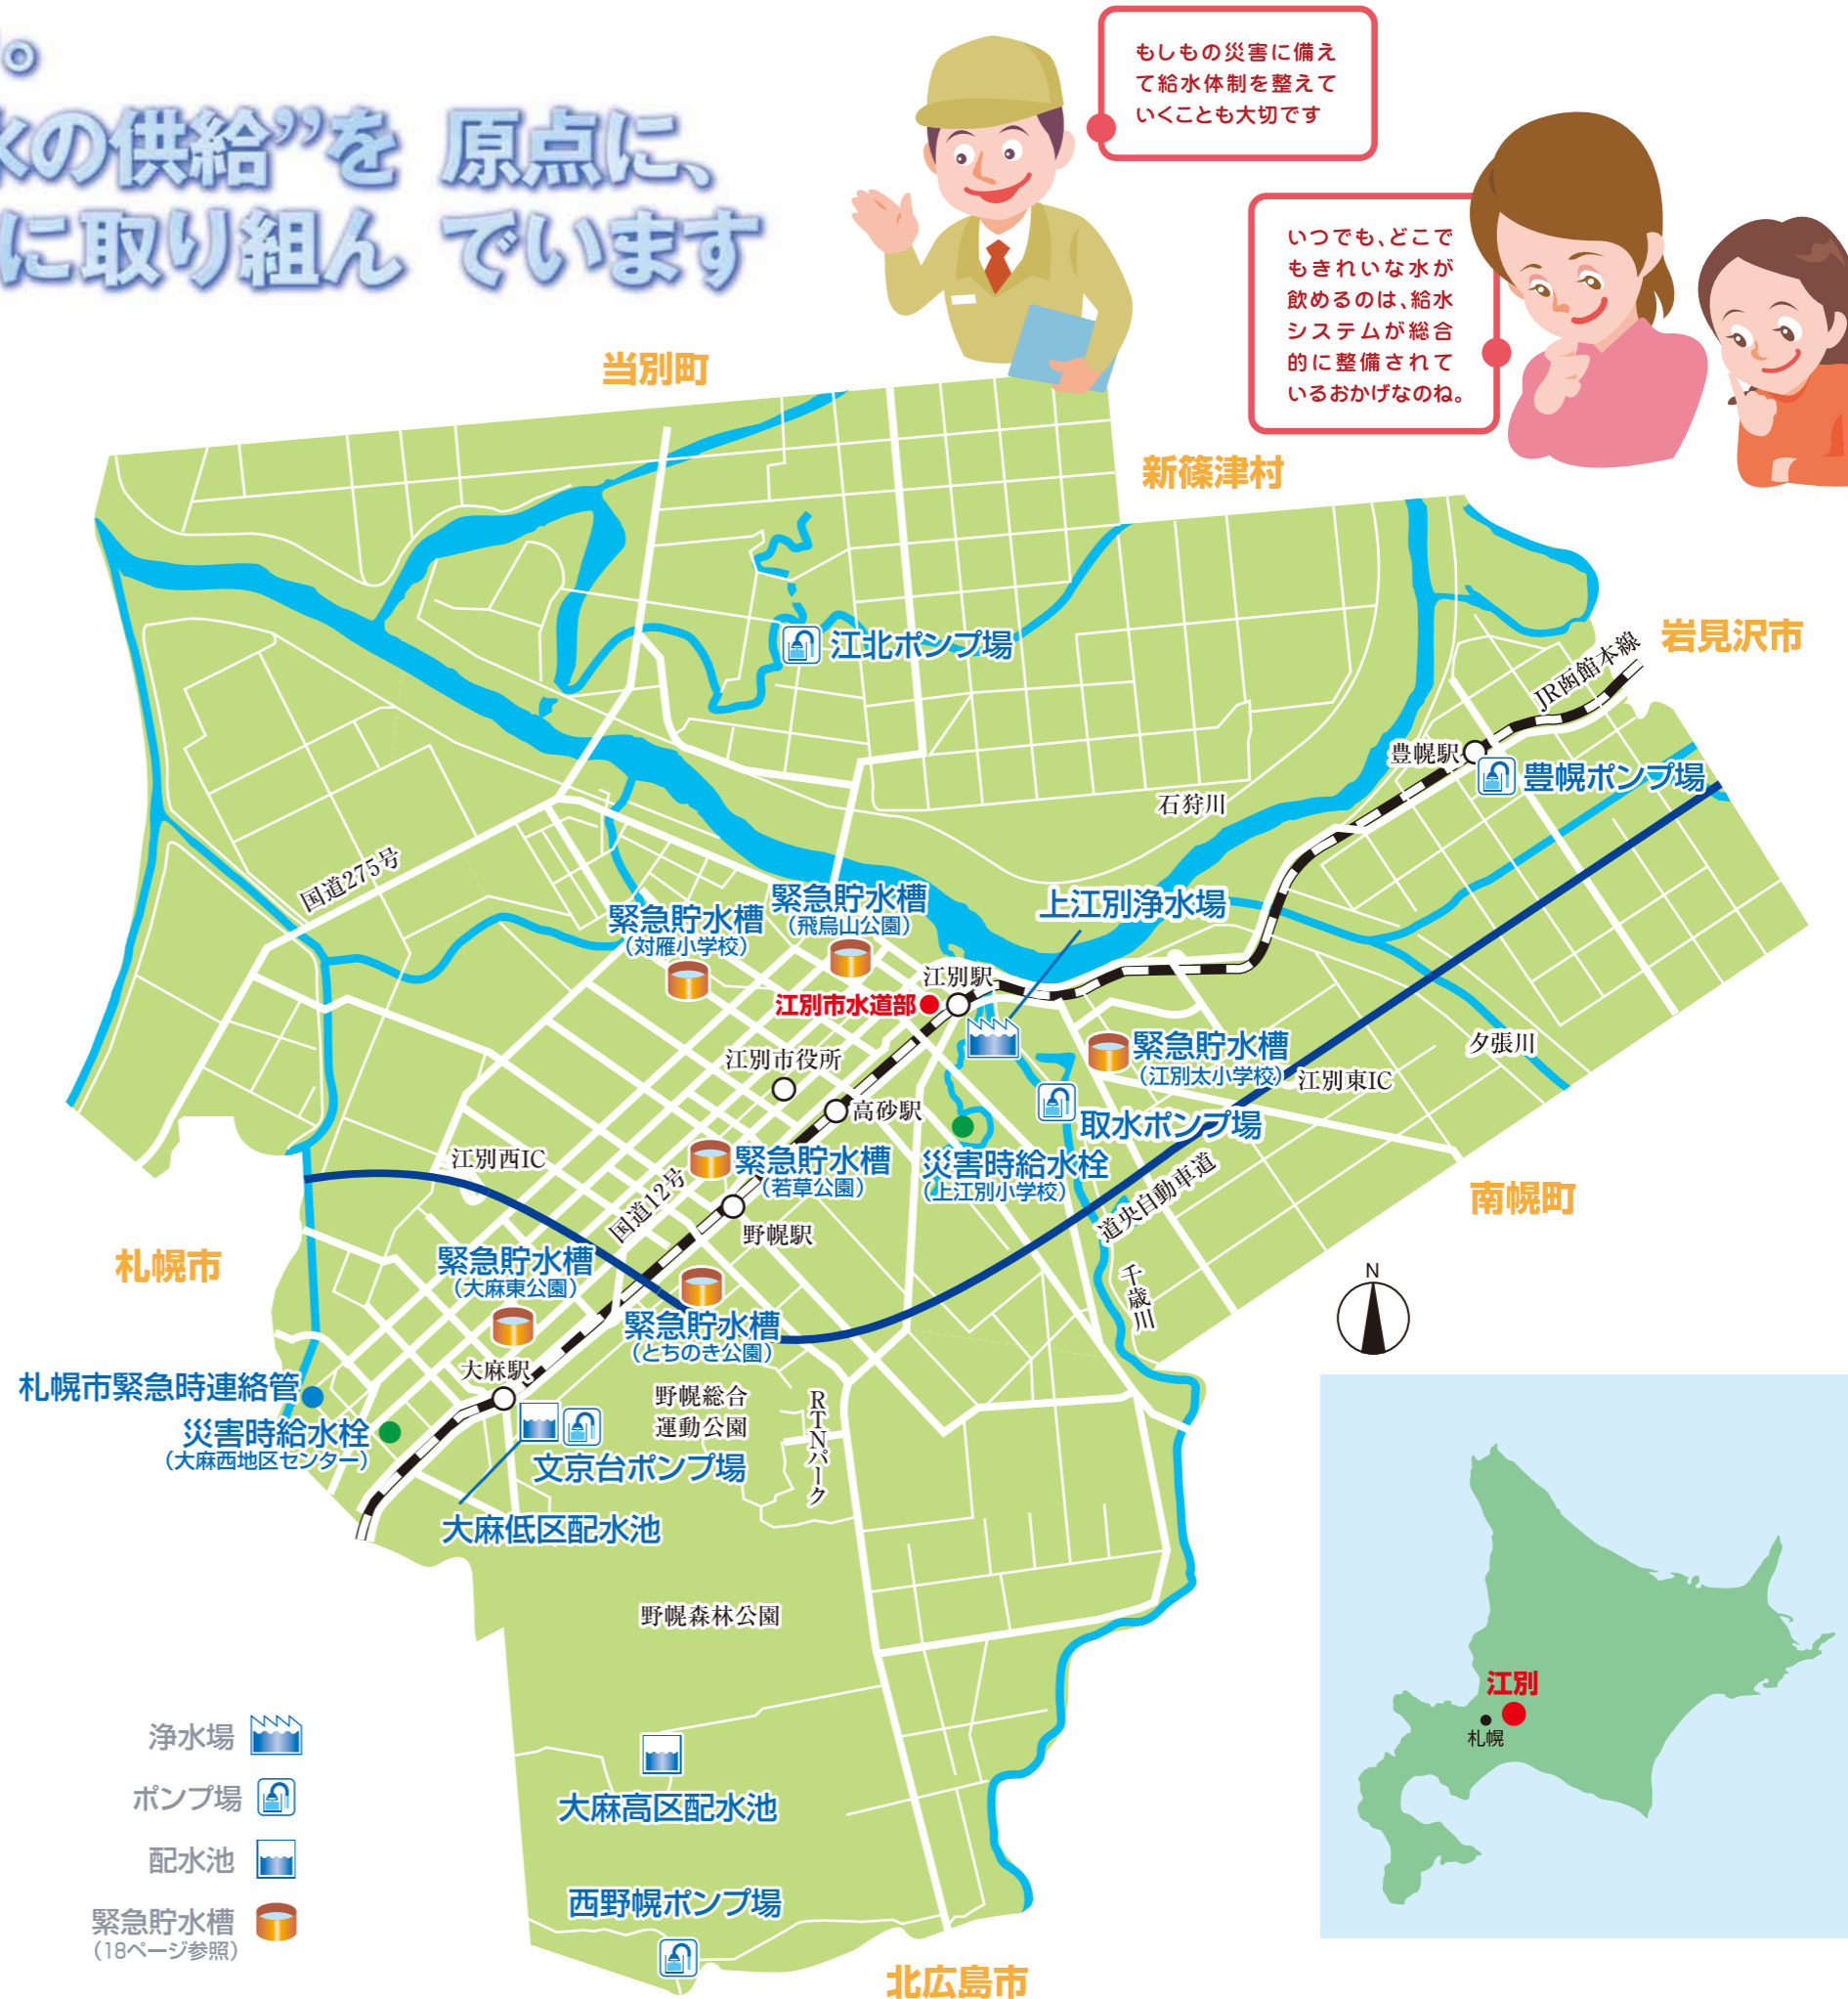 。
水の供給”を 原点に、
に取り組ん でいます
もしもの災害に備え
て給水体制を整えて
いくことも大切です
いつでも、どこで
もきれいな水が
飲めるのは、給水
システムが総合
的に整備されて
いるおかげなのね。
当別町
新篠津村
岩見沢市
JR函館本線
江北ポンプ場
豊幌駅
豊幌ポンプ場
石狩川
国道275号
緊急貯水槽
（飛烏山公園）
緊急貯水槽
（対雁小学校）
上江別浄水場
江別駅
江別市水道部
江別市役所
高砂駅
緊急貯水槽
（江別太小学校）
夕張川
江別東IC
取水ポンプ場
江別西IC
国道12号
緊急貯水槽
（若草公園）
災害時給水栓
（上江別小学校）
道央自動車道
南幌町
野幌駅
札幌市
緊急貯水槽
（大麻東公園）
緊急貯水槽
（とちのき公園）
千歳川
N
大麻駅
札幌市緊急時連絡管
災害時給水栓
（大麻西地区センター）
野幌総合
運動公園
RTNパーク
文京台ポンプ場
大麻低区配水池
野幌森林公園
大麻高区配水池
西野幌ポンプ場
北広島市
浄水場
ポンプ場
配水池
緊急貯水槽
（18ページ参照）
江別
札幌